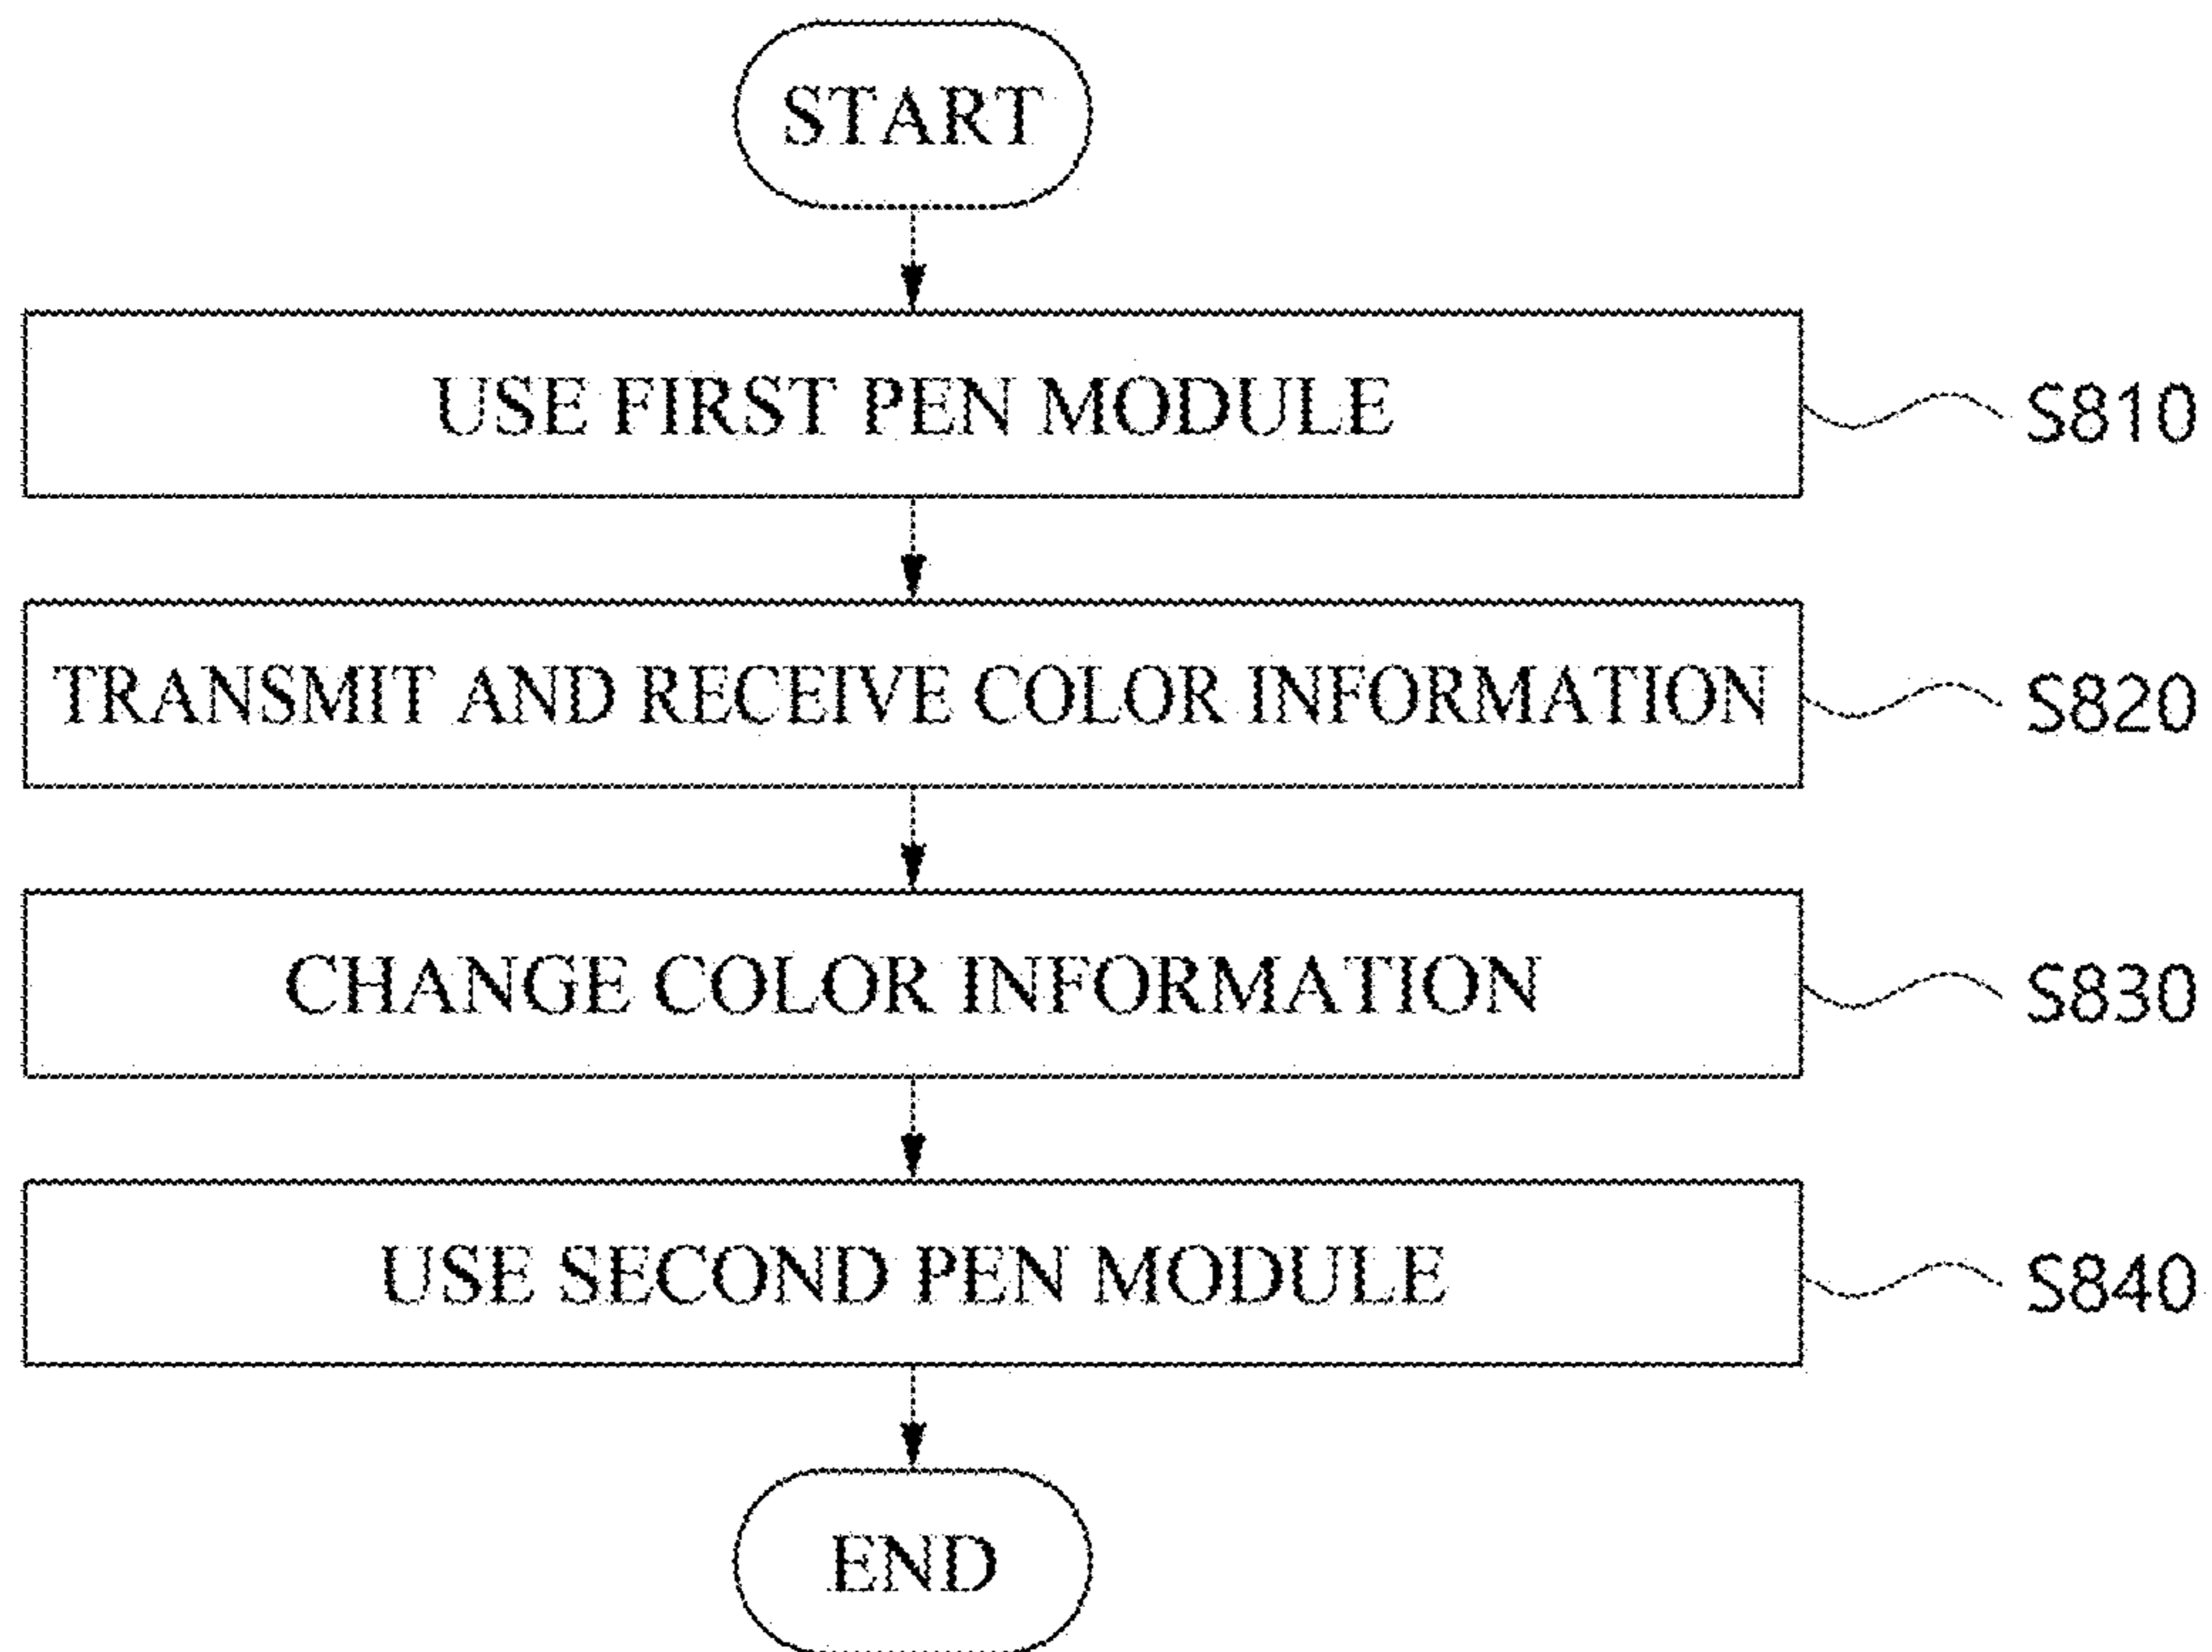 START
USE FIRST PEN MODULE
S810
TRANSMIT AND RECEIVE COLOR INFORMATION
S820
CHANGE COLOR INFORMATION
S830
USE SECOND PEN MODULE
S840
END